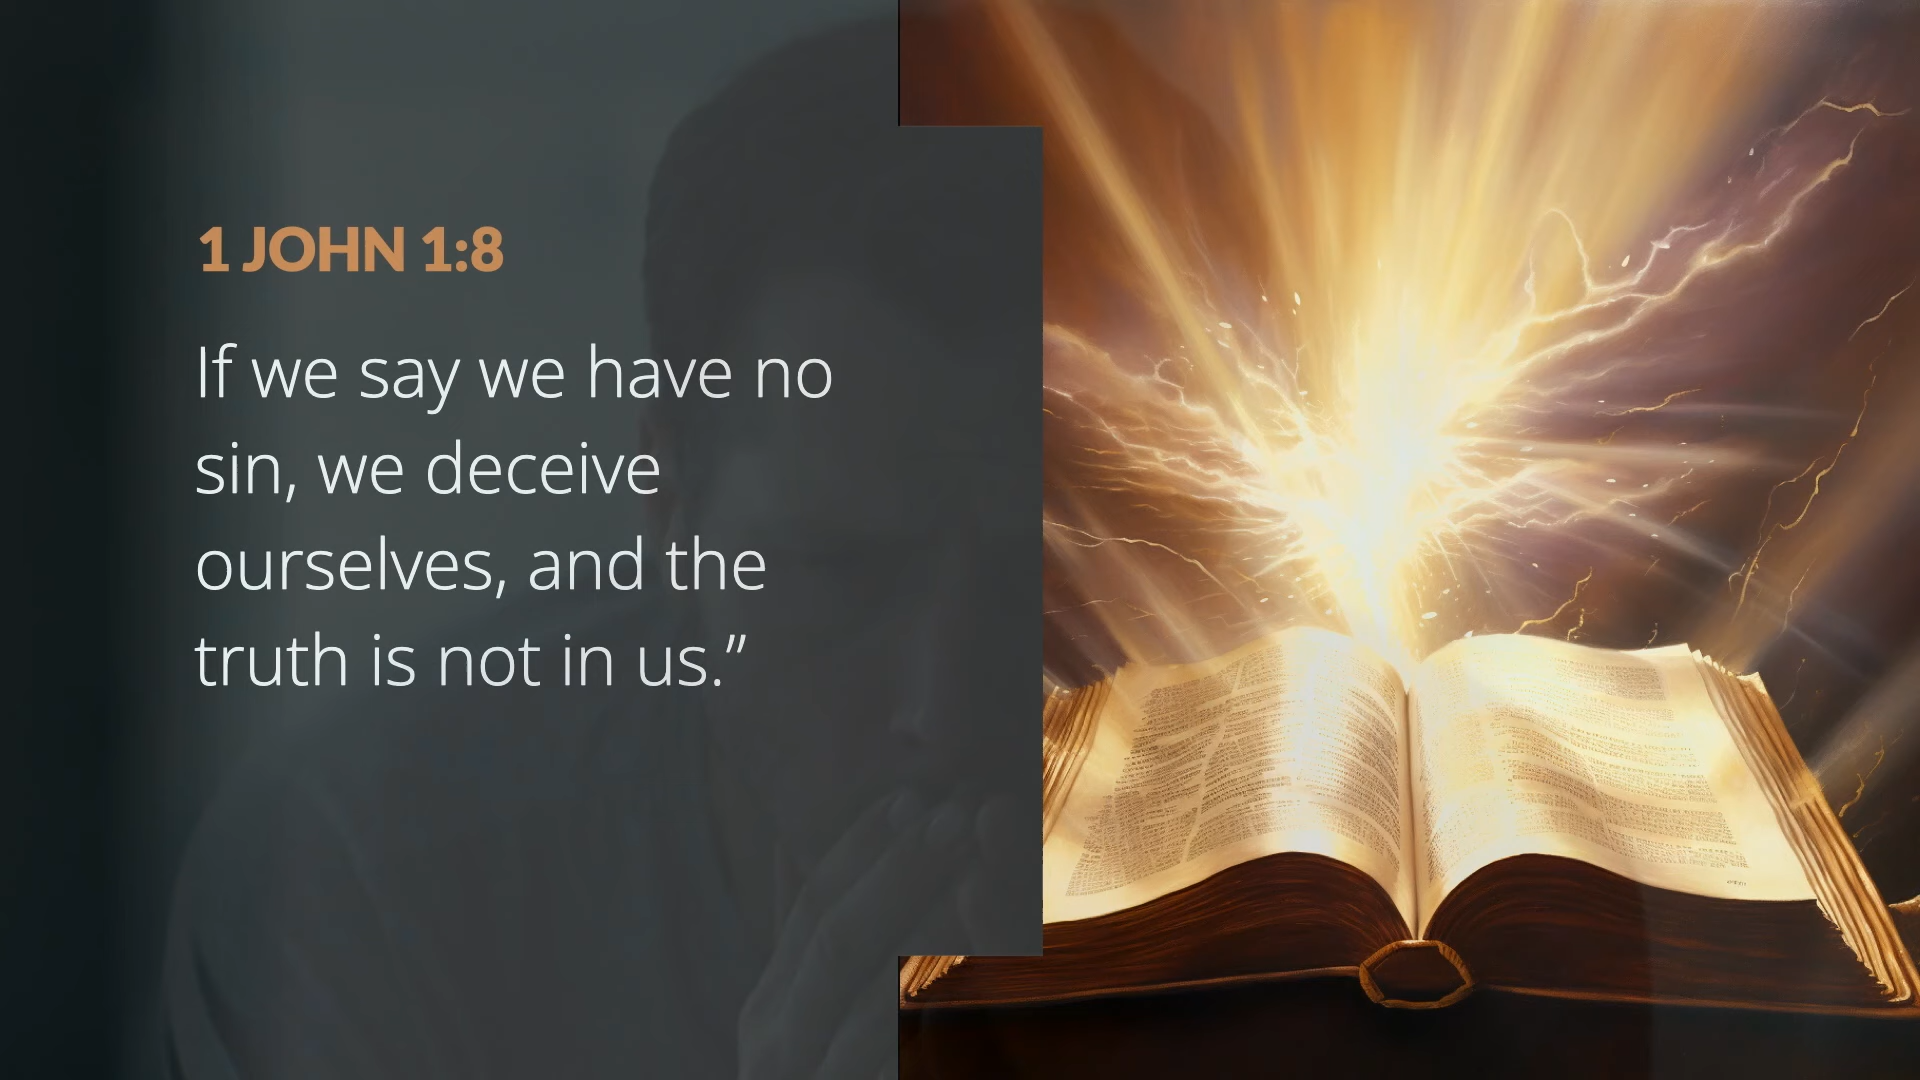 1 JOHN 1:8
If we say we have no
sin, we deceive
ourselves, and the
truth is not in us.”